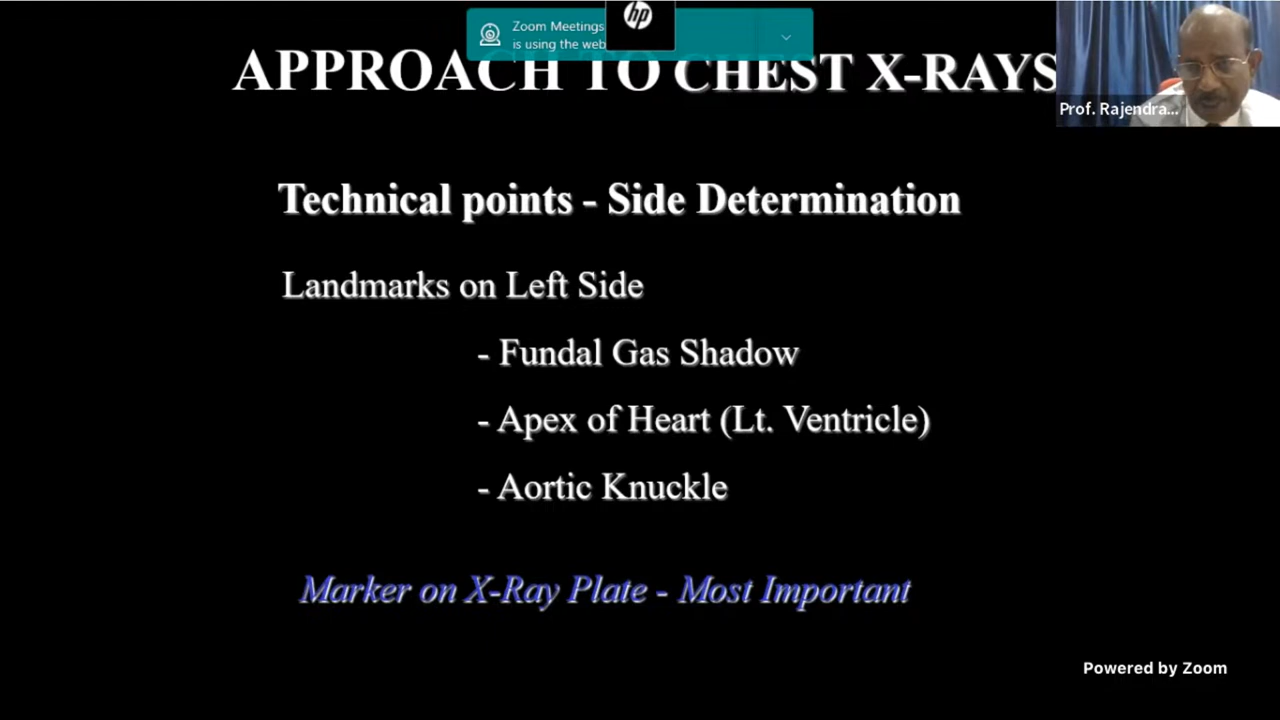 Zoom Meetings
is using the web
hp
APPROACH TO CHEST X-RAYS
Prof. Rajendra...
Technical points - Side Determination
Landmarks on Left Side
- Fundal Gas Shadow
- Apex of Heart (Lt. Ventricle)
- Aortic Knuckle
Marker on X-Ray Plate - Most Important
Powered by Zoom